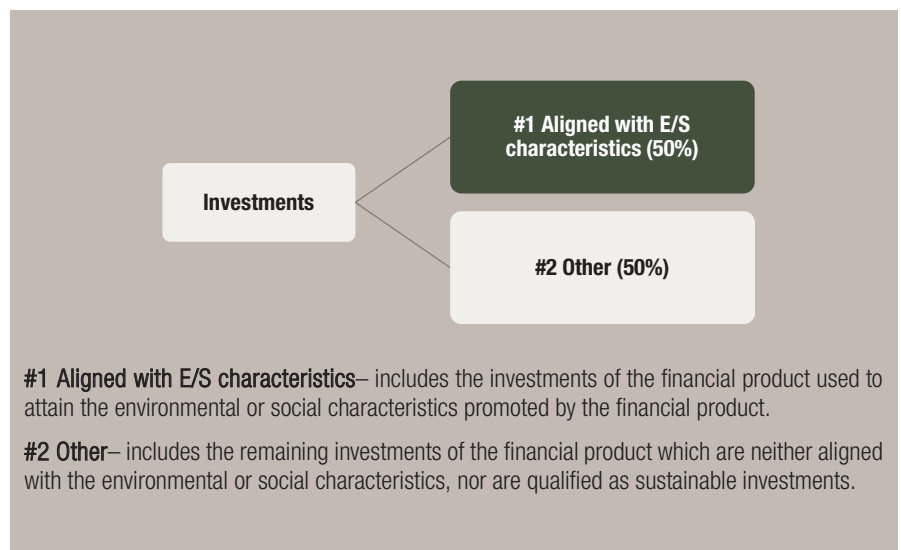 #1 Aligned with E/S
characteristics (50%)
Investments
#2 Other (50%)
#1 Aligned with E/S characteristics– includes the investments of the financial product used to
attain the environmental or social characteristics promoted by the financial product.
#2 Other– includes the remaining investments of the financial product which are neither aligned
with the environmental or social characteristics, nor are qualified as sustainable investments.